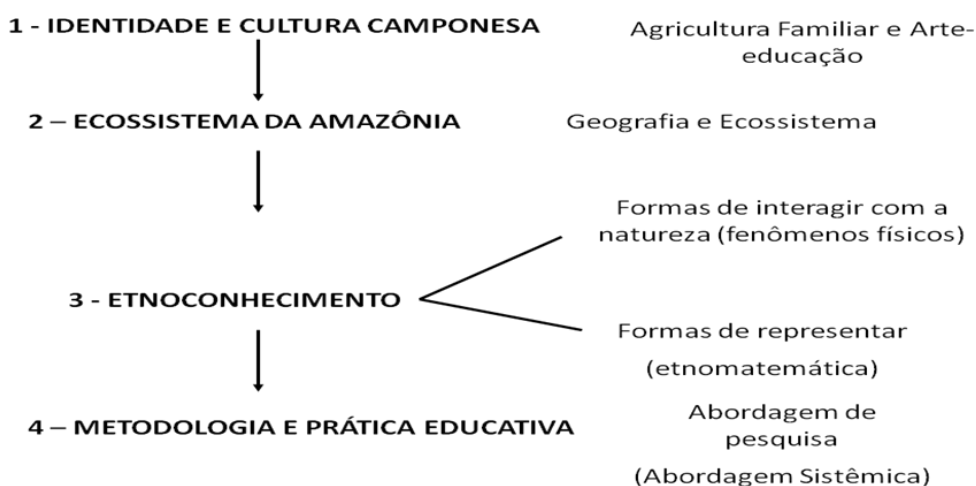 1 - IDENTIDADE E CULTURA CAMPONESA
Agricultura Familiar e Arte-
educação
2 – ECOSSISTEMA DA AMAZÔNIA
Geografia e Ecossistema
Formas de interagir com a
natureza (fenômenos físicos)
3 - ETNOCONHECIMENTO
Formas de representar
(etnomatemática)
4 – METODOLOGIA E PRÁTICA EDUCATIVA
Abordagem de
pesquisa
(Abordagem Sistêmica)